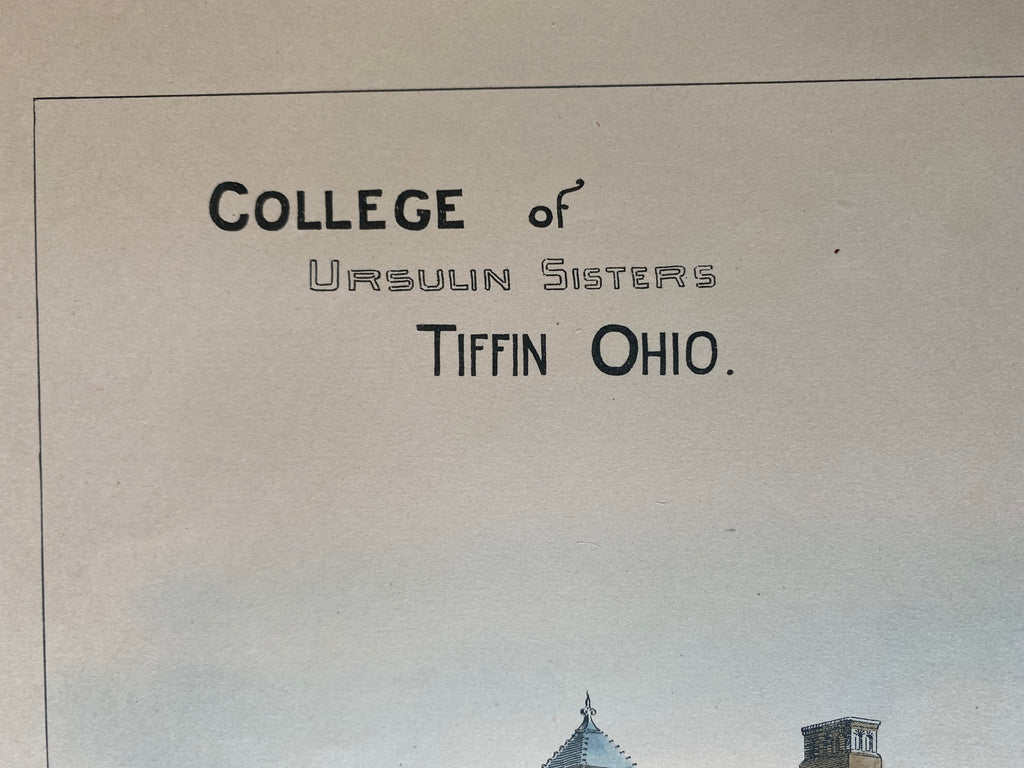 COLLEGE of
URSULIN SISTERS
TIFFIN OHIO.